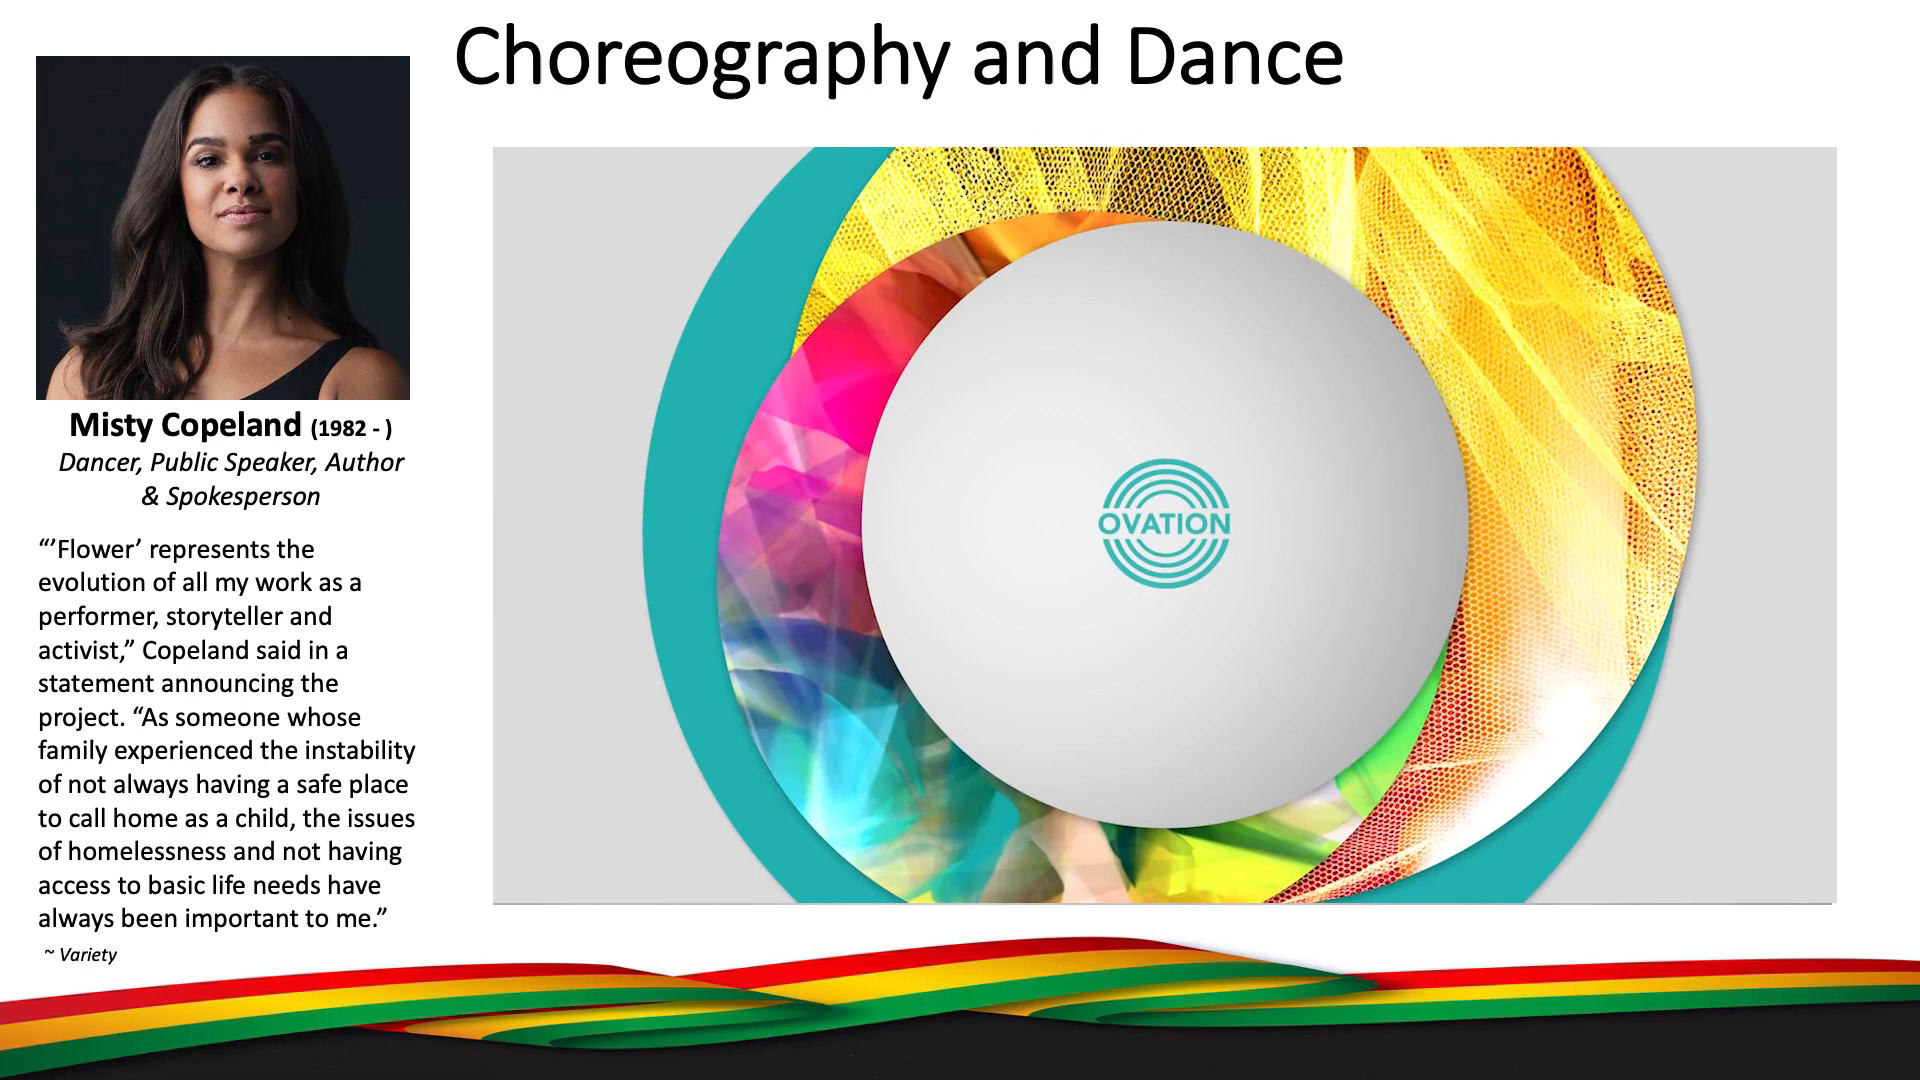 Choreography and Dance
Misty Copeland (1982 - )
Dancer, Public Speaker, Author
& Spokesperson
“’Flower’ represents the
evolution of all my work as a
performer, storyteller and
activist,” Copeland said in a
statement announcing the
project. “As someone whose
family experienced the instability
of not always having a safe place
to call home as a child, the issues
of homelessness and not having
access to basic life needs have
always been important to me.”
~ Variety
OVATION